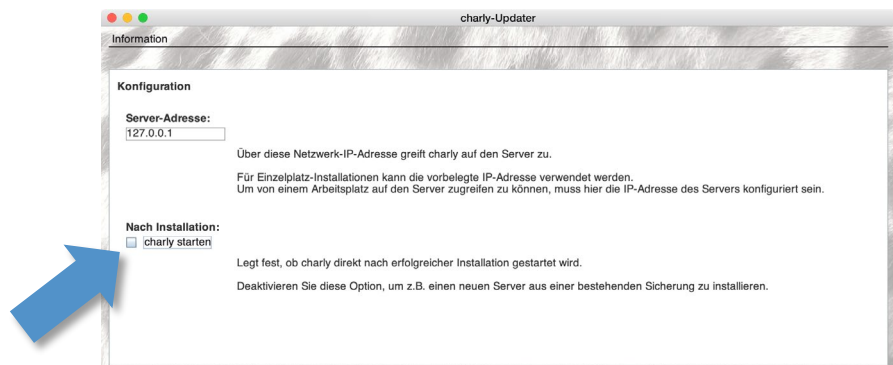 charly-Updater
Information
Konfiguration
Server-Adresse:
127.0.0.1
Über diese Netzwerk-IP-Adresse greift charly auf den Server zu.
Für Einzelplatz-Installationen kann die vorbelegte IP-Adresse verwendet werden.
Um von einem Arbeitsplatz auf den Server zugreifen zu können, muss hier die IP-Adresse des Servers konfiguriert sein.
Nach Installation:
charly starten
Legt fest, ob charly direkt nach erfolgreicher Installation gestartet wird.
Deaktivieren Sie diese Option, um z.B. einen neuen Server aus einer bestehenden Sicherung zu installieren.